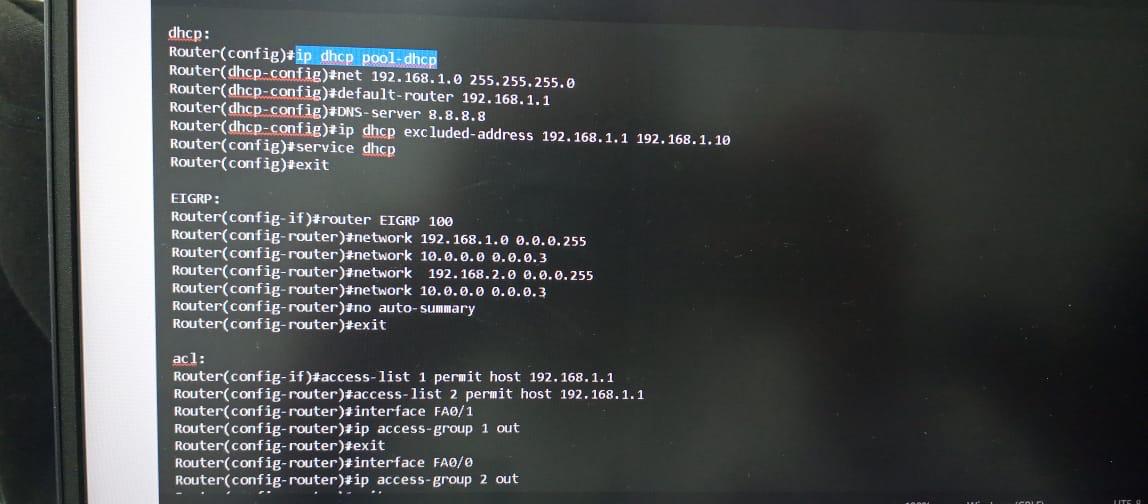 dhcp:
Router(config)#ip dhcp pool-dhcp
Router(dhcp-config)#net 192.168.1.0 255.255.255.0
Router(dhcp-config)#default-router 192.168.1.1
Router(dhcp-config)#DNS-server 8.8.8.8
Router(dhcp-config)#ip dhcp excluded-address 192.168.1.1 192.168.1.10
Router(config)#service dhcp
Router(config)#exit
EIGRP:
Router(config-if)#router EIGRP 100
Router(config-router)#network 192.168.1.0 0.0.0.255
Router(config-router)#network 10.0.0.0 0.0.0.3
Router(config-router)#network  192.168.2.0 0.0.0.255
Router(config-router)#network 10.0.0.0 0.0.0.3
Router(config-router)#no auto-summary
Router(config-router)#exit
acl:
Router(config-if)#access-list 1 permit host 192.168.1.1
Router(config-router)#access-list 2 permit host 192.168.1.1
Router(config-router)#interface FA0/1
Router(config-router)#ip access-group 1 out
Router(config-router)#exit
Router(config-router)#interface FA0/0
Router(config-router)#ip access-group 2 out